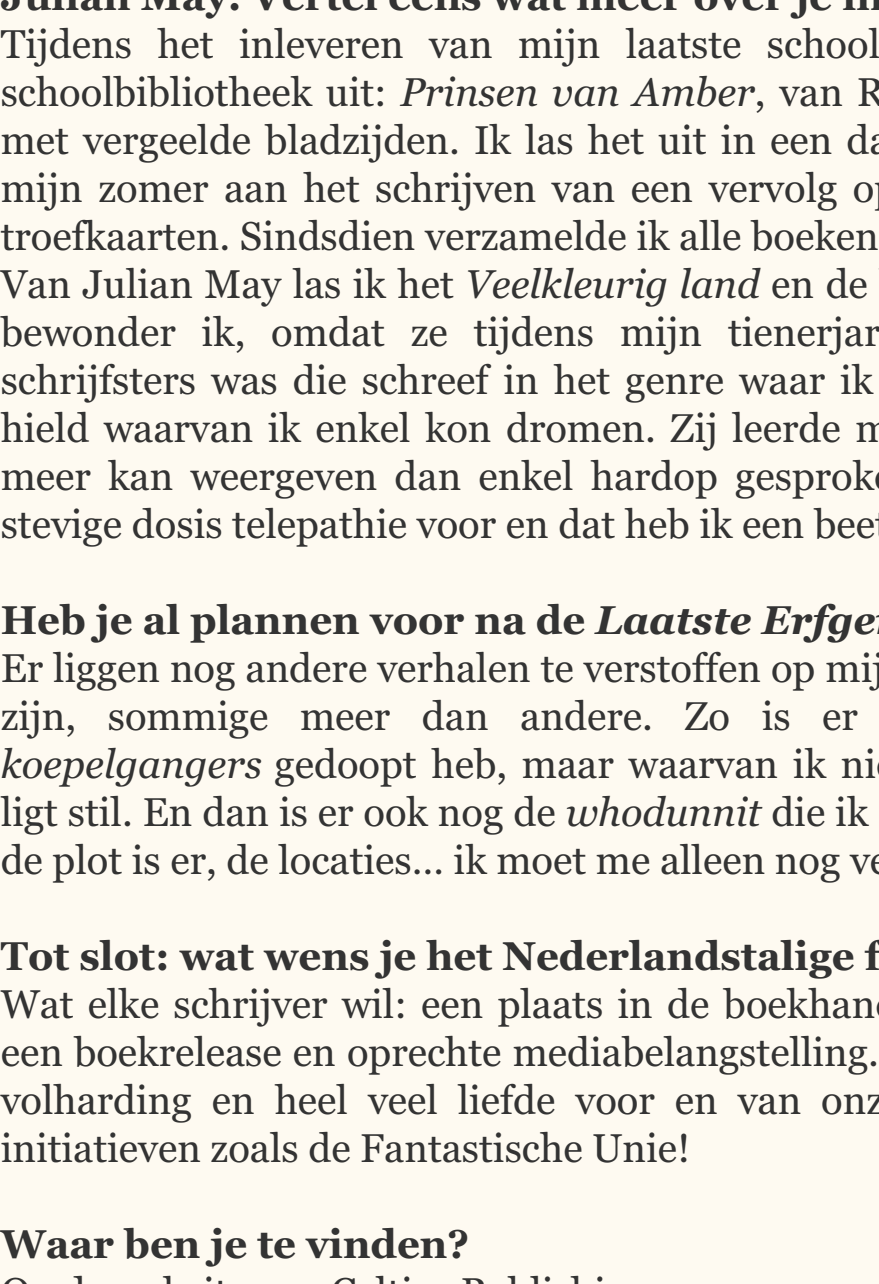 Julian May. Vertel eens wat meer over je
Tijdens het inleveren van mijn laatste school
schoolbibliotheek uit: Prinsen van Amber, van R
met vergeelde bladzijden. Ik las het uit in een da
mijn zomer aan het schrijven van een vervolg op
troefkaarten. Sindsdien verzamelde ik alle boeken
Van Julian May las ik het Veelkleurig land en de
bewonder ik, omdat ze tijdens mijn tienerjar
schrijfsters was die schreef in het genre waar ik
hield waarvan ik enkel kon dromen. Zij leerde m
meer kan weergeven dan enkel hardop gesproke
stevige dosis telepathie voor en dat heb ik een beet
Heb je al plannen voor na de Laatste Erfge
Er liggen nog andere verhalen te verstoffen op mij
zijn, sommige meer dan andere. Zo is er
koepelgangers gedoopt heb, maar waarvan ik nie
ligt stil. En dan is er ook nog de whodunnit die ik
de plot is er, de locaties... ik moet me alleen nog ve
Tot slot: wat wens je het Nederlandstalige f
Wat elke schrijver wil: een plaats in de boekhand
een boekrelease en oprechte mediabelangstelling.
volharding en heel veel liefde voor en van onz
initiatieven zoals de Fantastische Unie!
Waar ben je te vinden?